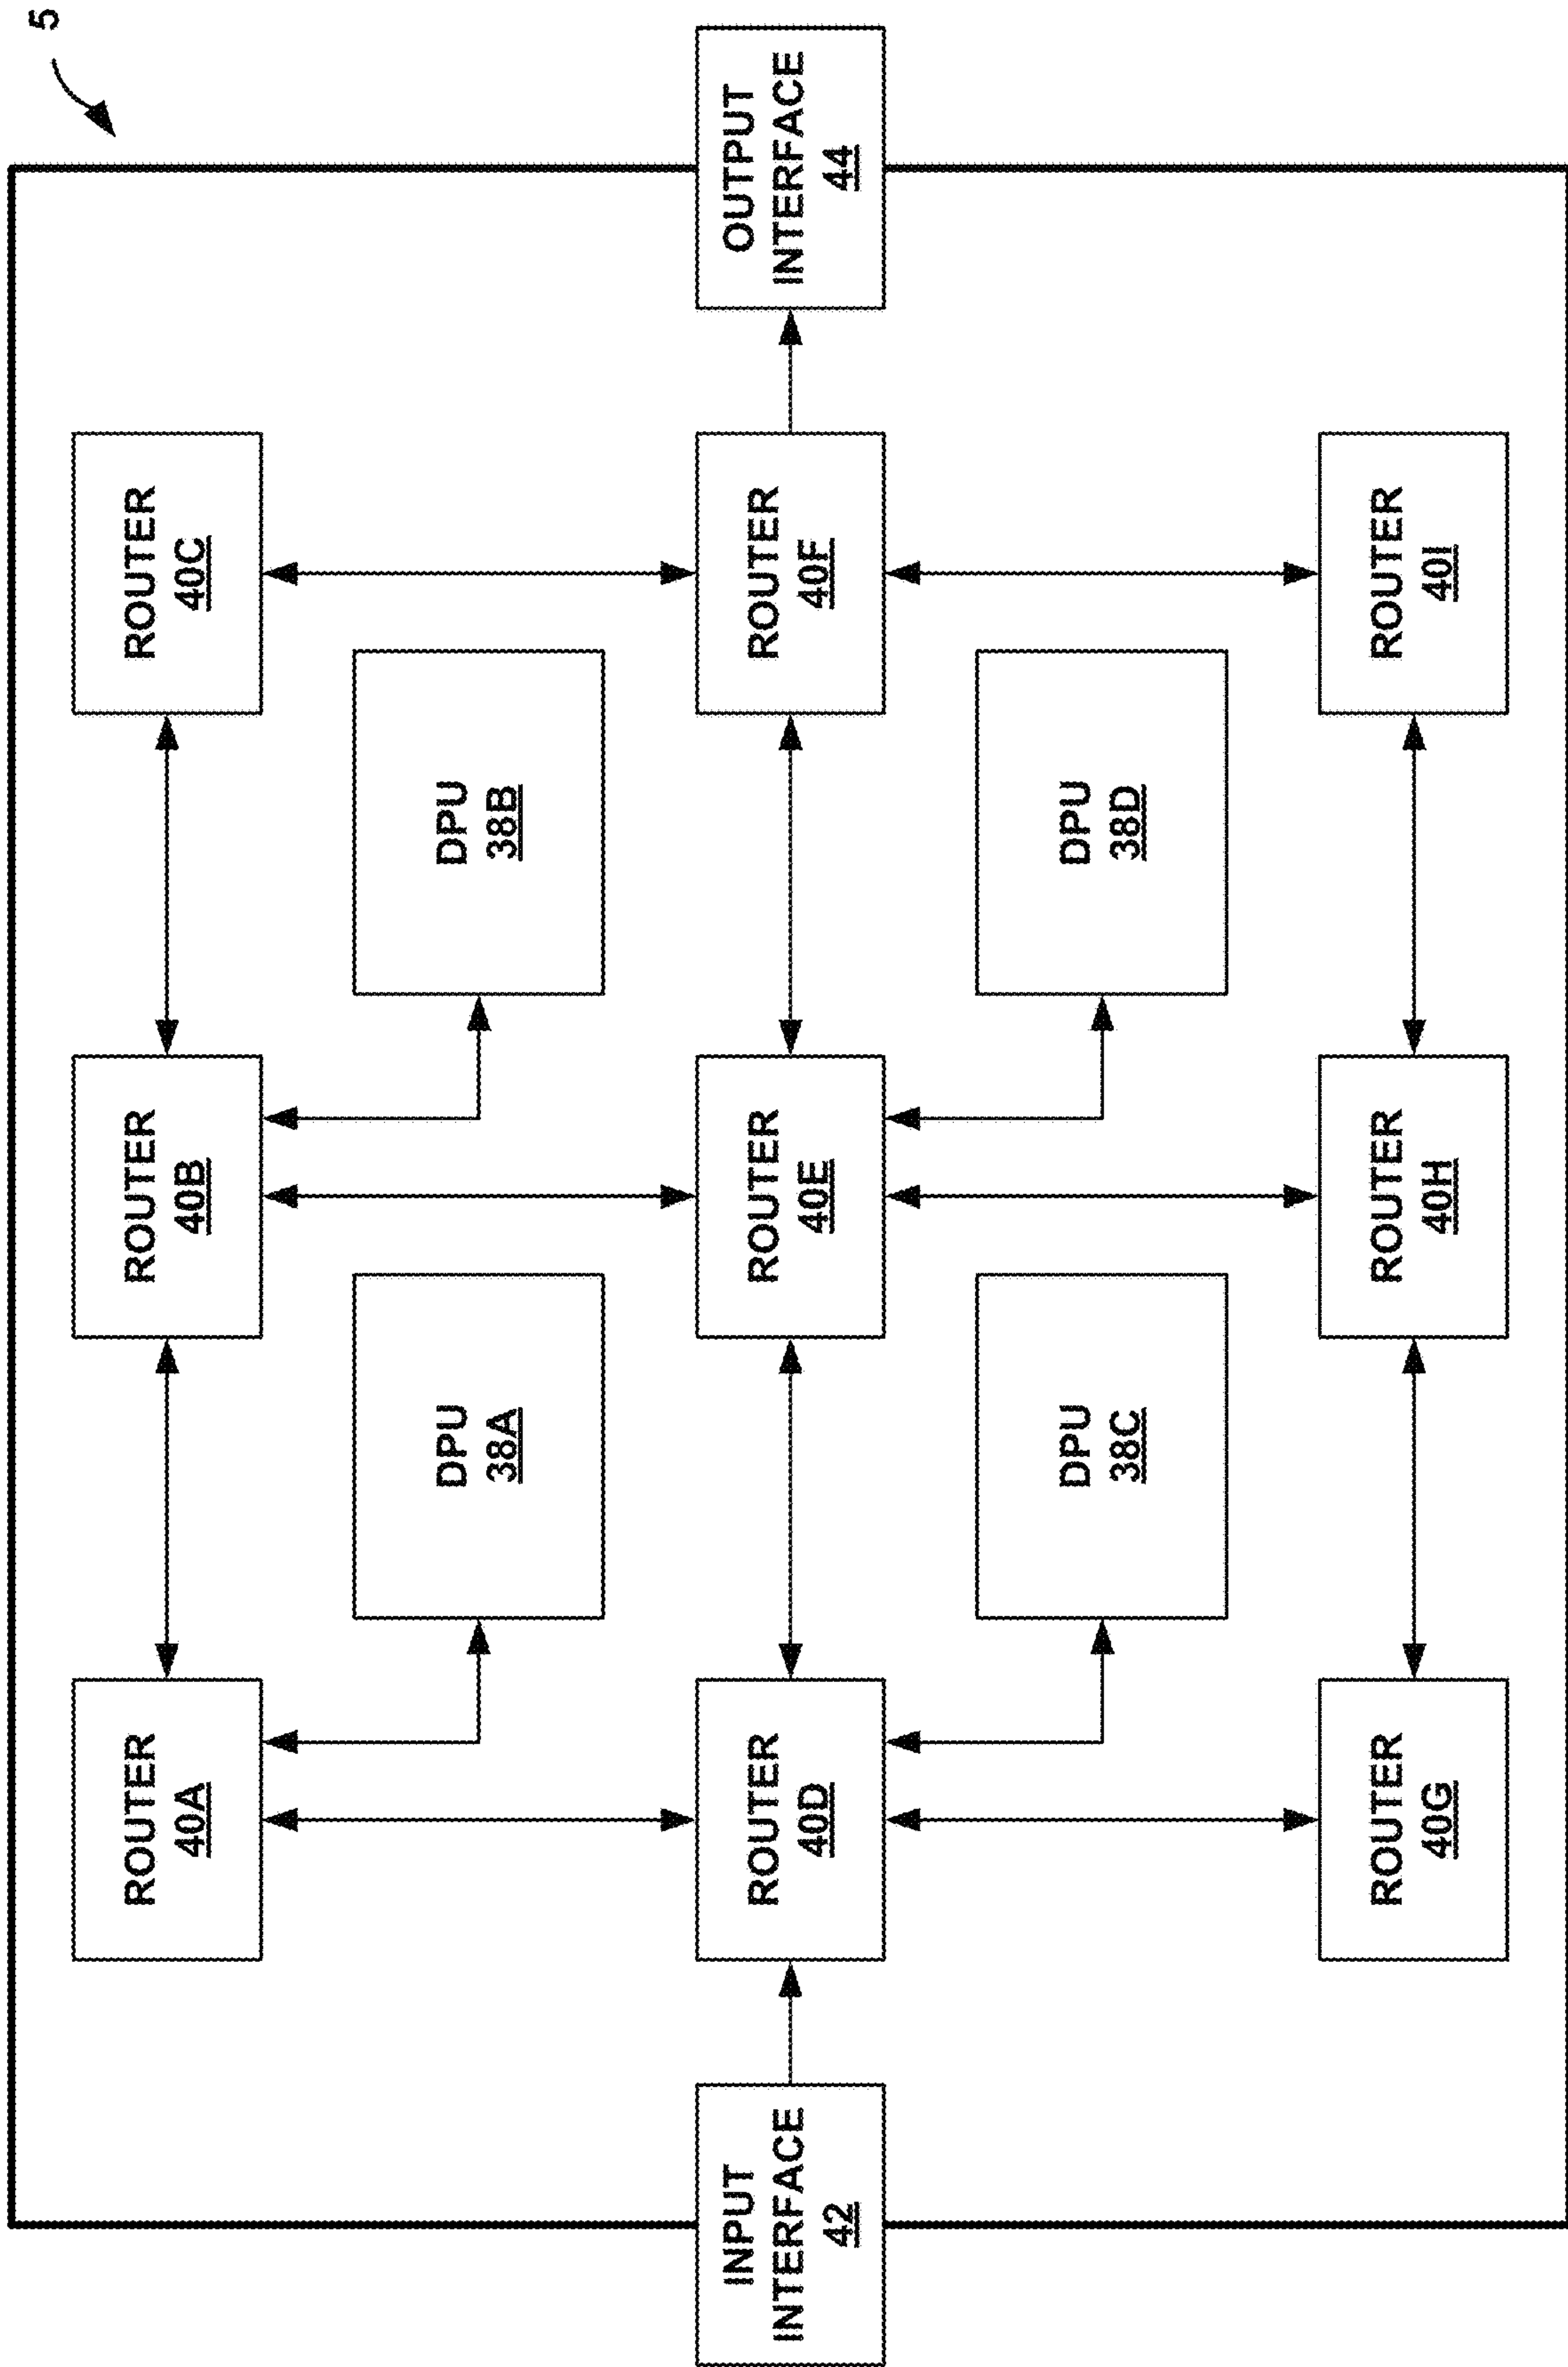 5
ROUTER
40A
ROUTER
40B
ROUTER
40C
DPU
38A
DPU
38B
INPUT
INTERFACE
42
ROUTER
40D
ROUTER
40E
ROUTER
40F
OUTPUT
INTERFACE
44
DPU
38C
DPU
38D
ROUTER
40G
ROUTER
40H
ROUTER
40I